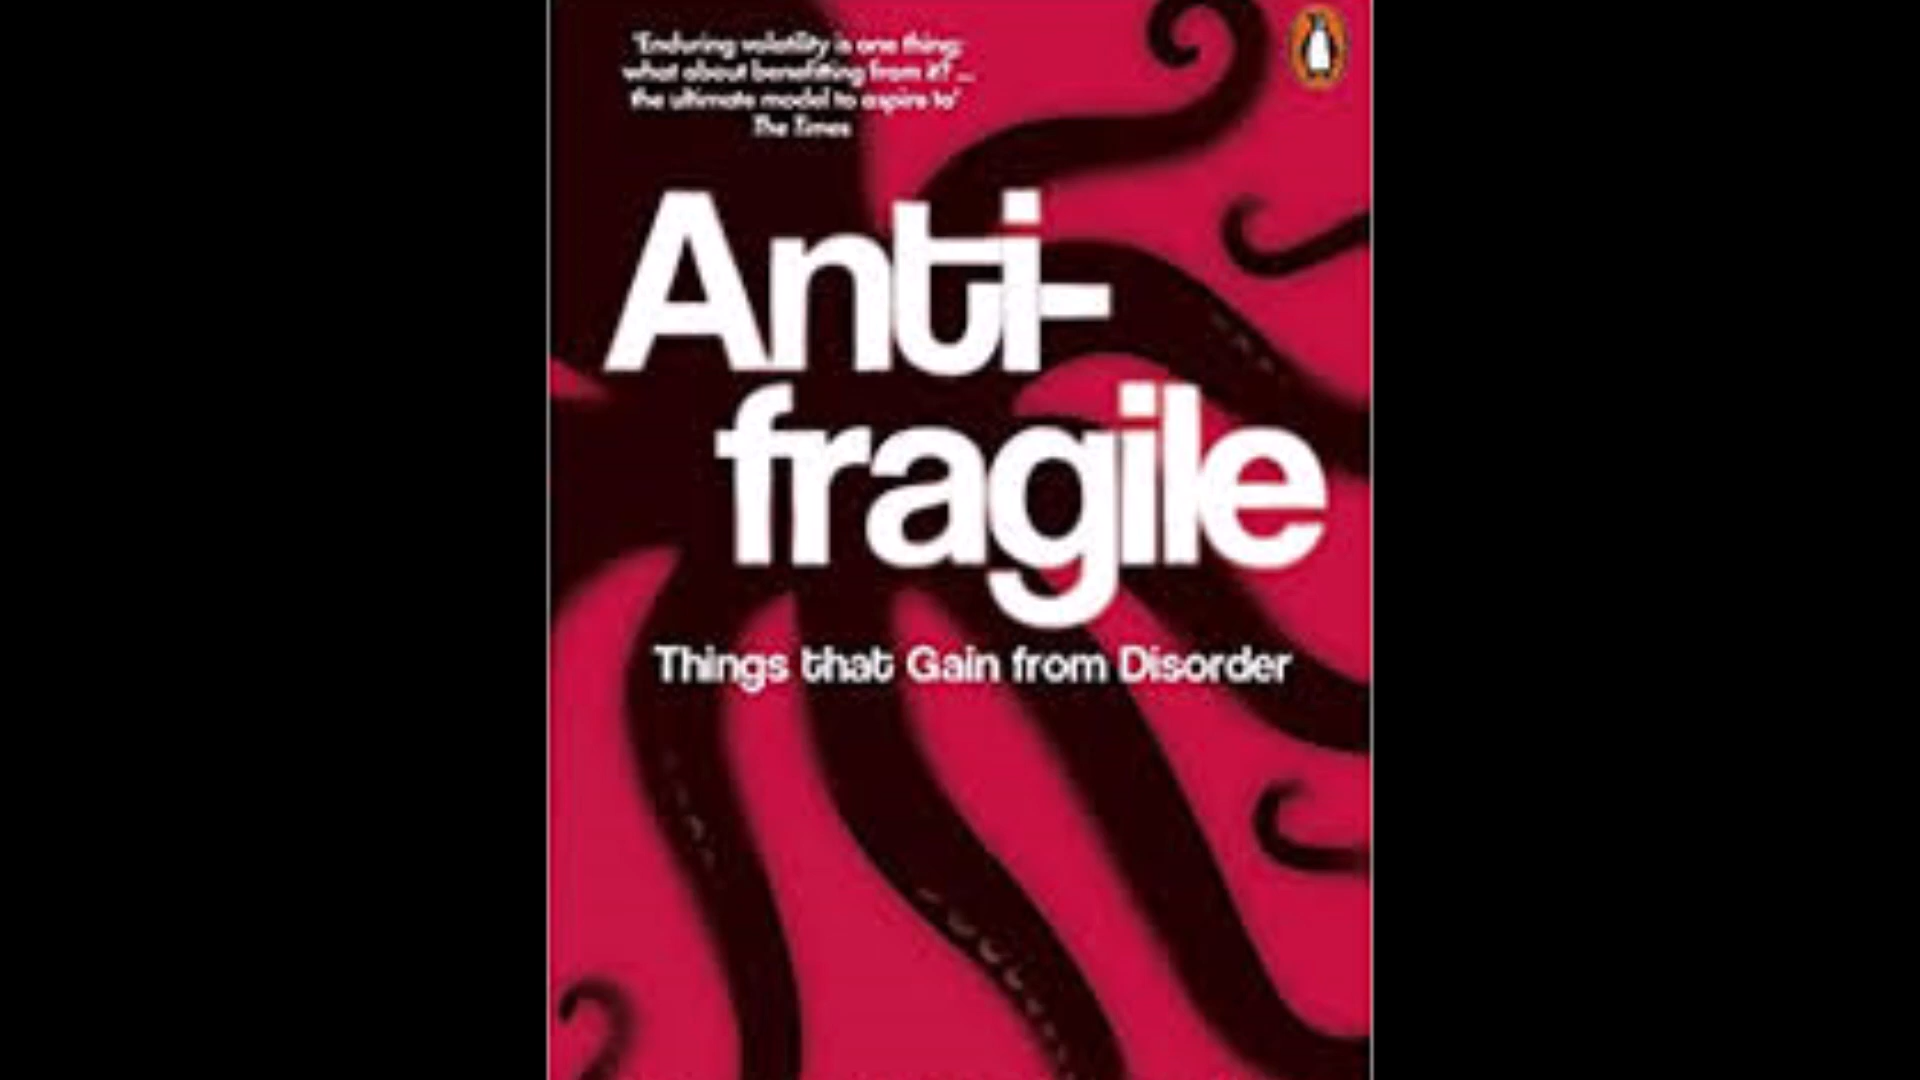 'Enduring volatility is one thing:
what about benefitting from it? ...
the ultimate model to aspire to'
The Times
Anti-
fragile
Things that Gain from Disorder